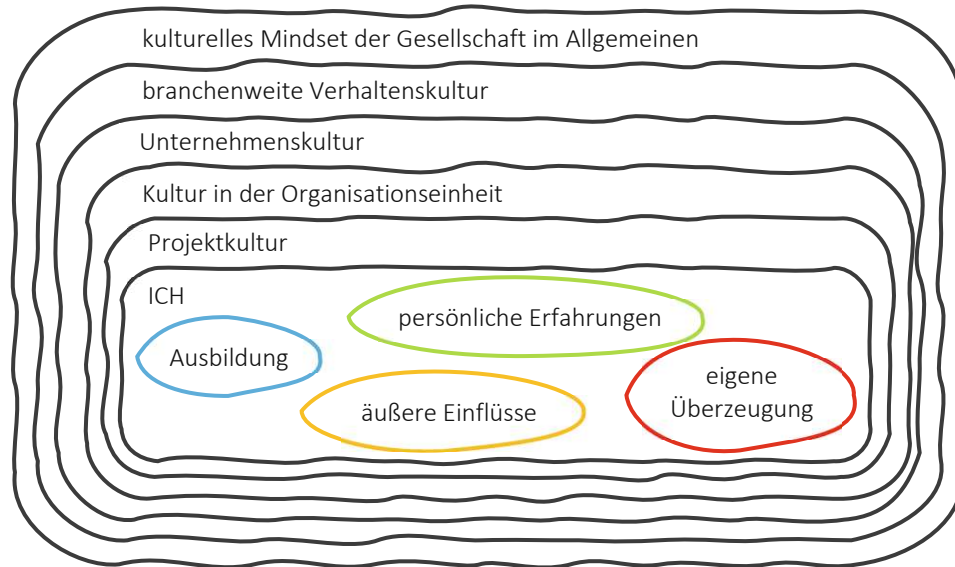 kulturelles Mindset der Gesellschaft im Allgemeinen
branchenweite Verhaltenskultur
Unternehmenskultur
Kultur in der Organisationseinheit
Projektkultur
ICH
persönliche Erfahrungen
Ausbildung
eigene
Überzeugung
äußere Einflüsse